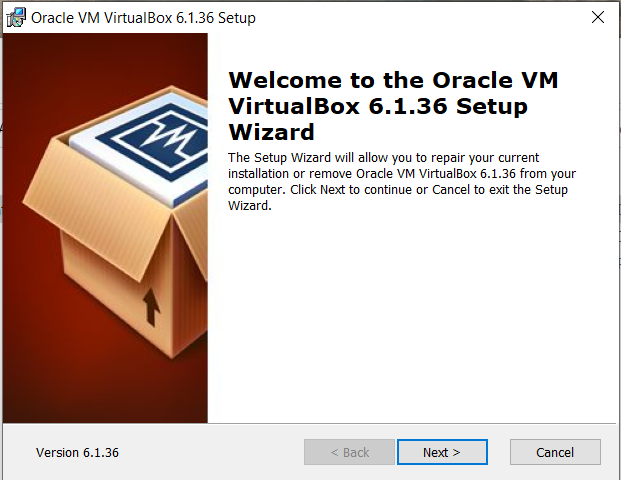 Oracle VM VirtualBox 6.1.36 Setup
Welcome to the Oracle VM
VirtualBox 6.1.36 Setup
Wizard
The Setup Wizard will allow you to repair your current
installation or remove Oracle VM VirtualBox 6.1.36 from your
computer. Click Next to continue or Cancel to exit the Setup
Wizard.
Version 6.1.36
< Back
Next >
Cancel